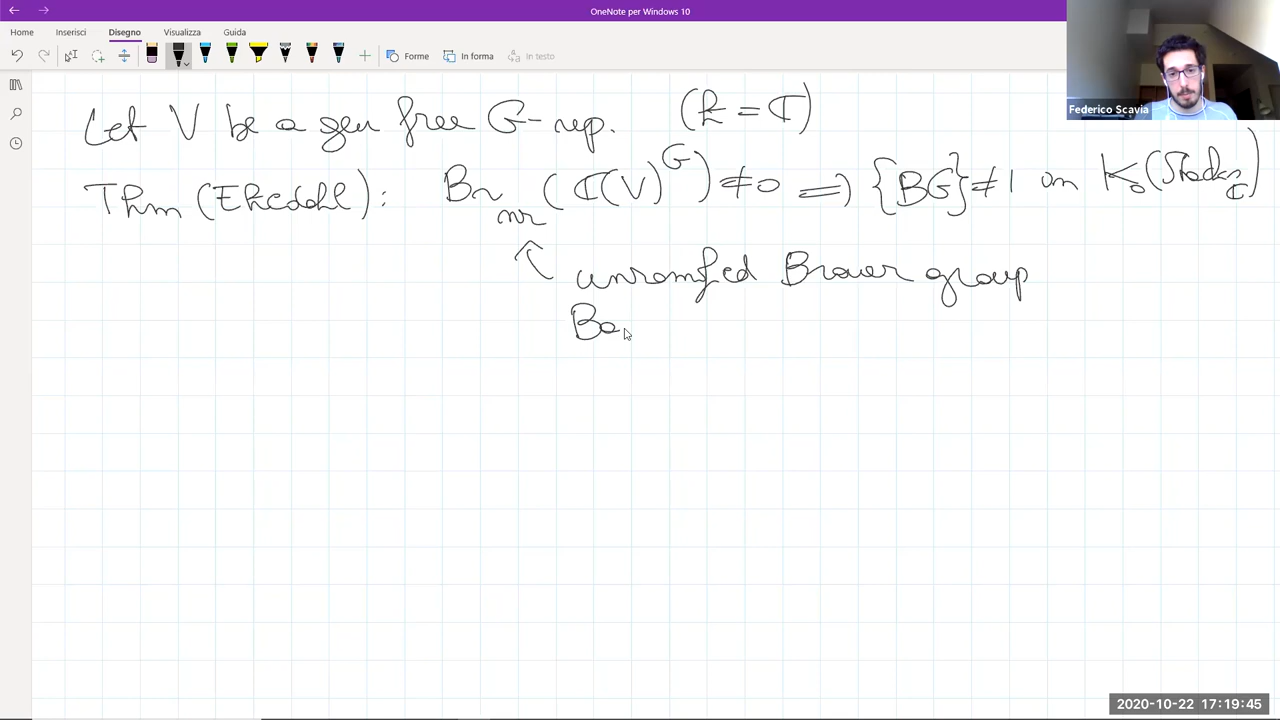 OneNote per Windows 10
Home Inserisci Disegno Visualizza Guida
Forme In forma In testo
Federico Scavia
Let V be a gen free G-rep. (k = ℂ)
Thm (Ekedahl): Br_nr (ℂ(V)^G) ≠ 0 ⇒ {BG} ≠ 1 in K₀(Stacks_ℂ)
unramified Brauer group
Bo
2020-10-22 17:19:45